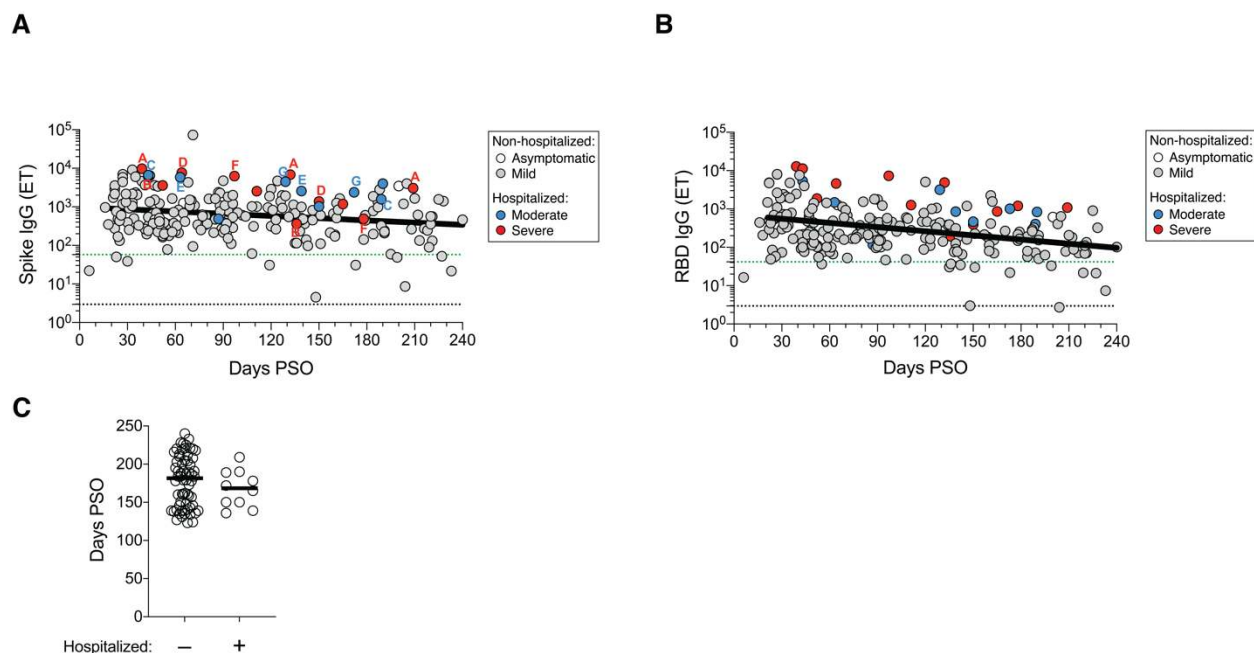 A
Spike IgG (ET)
10⁵
10⁴
10³
10²
10¹
10⁰
A
C
B
D
E
F
G
A
E
D
B
G
C
F
A
0 30 60 90 120 150 180 210 240
Days PSO
Non-hospitalized:
Asymptomatic
Mild
Hospitalized:
Moderate
Severe
B
RBD IgG (ET)
10⁵
10⁴
10³
10²
10¹
10⁰
0 30 60 90 120 150 180 210 240
Days PSO
Non-hospitalized:
Asymptomatic
Mild
Hospitalized:
Moderate
Severe
C
Days PSO
250
200
150
100
50
0
Hospitalized: – +